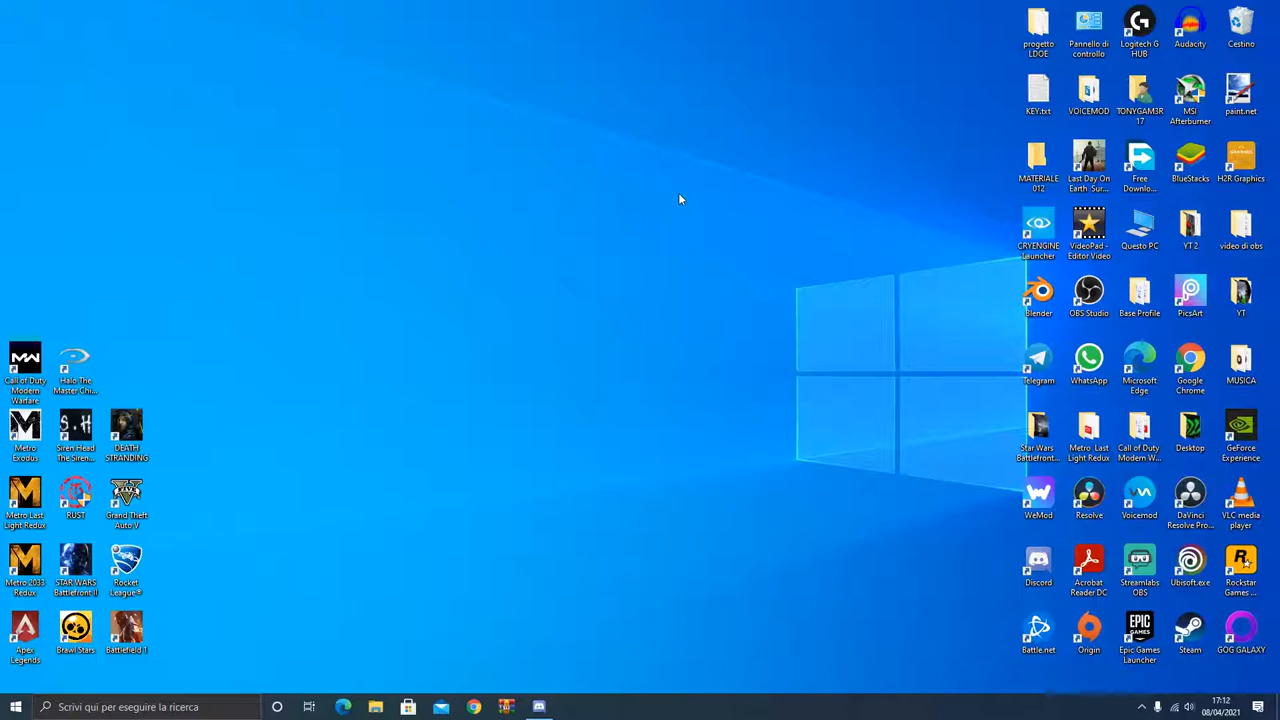 progetto
LDOE
Pannello di
controllo
Logitech G
HUB
Audacity
Cestino
KEY.txt
VOICEMOD
TONYGAM3R
17
MSI
Afterburner
paint.net
MATERIALE
012
Last Day On
Earth Sur...
Free
Downlo...
BlueStacks
H2R Graphics
CRYENGINE
Launcher
VideoPad -
Editor Video
Questo PC
YT 2
video di obs
Blender
OBS Studio
Base Profile
PicsArt
YT
Telegram
WhatsApp
Microsoft
Edge
Google
Chrome
MUSICA
Call of Duty
Modern
Warfare
Halo The
Master Chi...
Star Wars
Battlefront...
Metro Last
Light Redux
Call of Duty
Modern W...
Desktop
GeForce
Experience
Metro
Exodus
S.H
Siren Head
The Siren...
DEATH
STRANDING
WeMod
Resolve
Voicemod
DaVinci
Resolve Pro...
VLC media
player
Metro Last
Light Redux
RUST
Grand Theft
Auto V
Discord
Acrobat
Reader DC
Streamlabs
OBS
Ubisoft.exe
Rockstar
Games ...
Metro 2033
Redux
STAR WARS
Battlefront II
Rocket
League®
Battle.net
Origin
EPIC
GAMES
Epic Games
Launcher
Steam
GOG GALAXY
Apex
Legends
Brawl Stars
Battlefield 1
Scrivi qui per eseguire la ricerca
17:12
08/04/2021